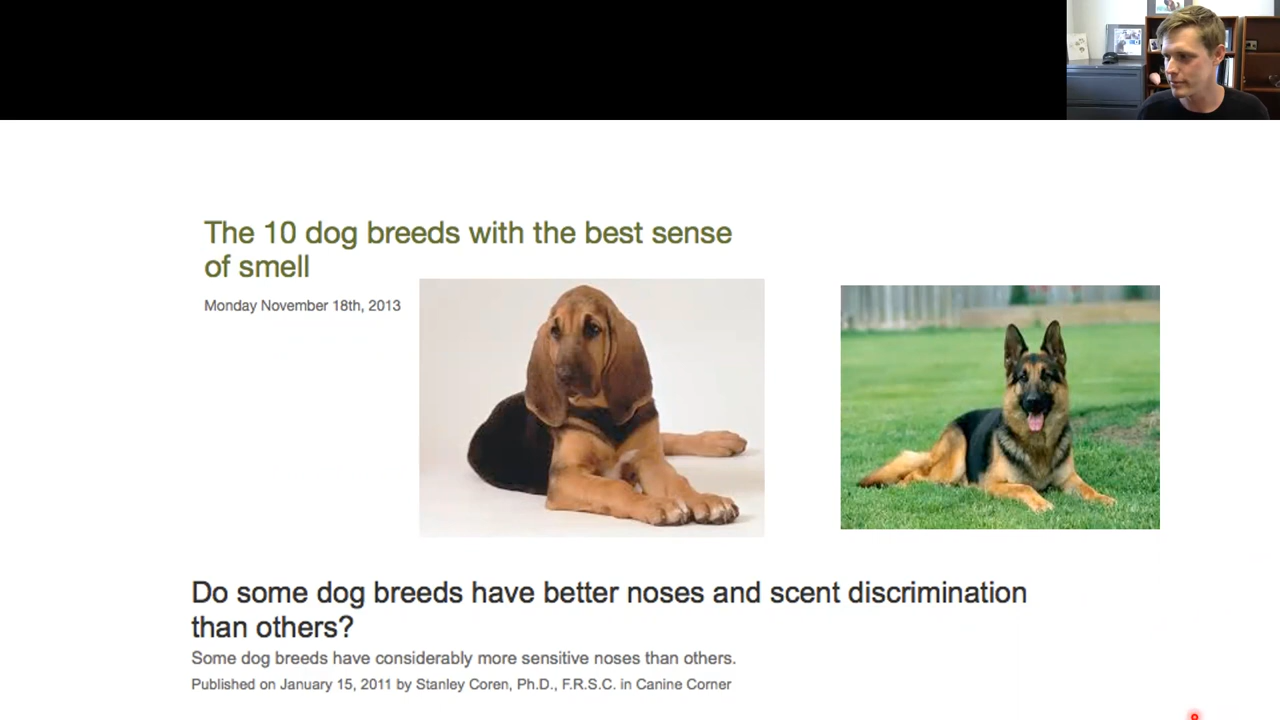 The 10 dog breeds with the best sense
of smell
Monday November 18th, 2013
Do some dog breeds have better noses and scent discrimination
than others?
Some dog breeds have considerably more sensitive noses than others.
Published on January 15, 2011 by Stanley Coren, Ph.D., F.R.S.C. in Canine Corner